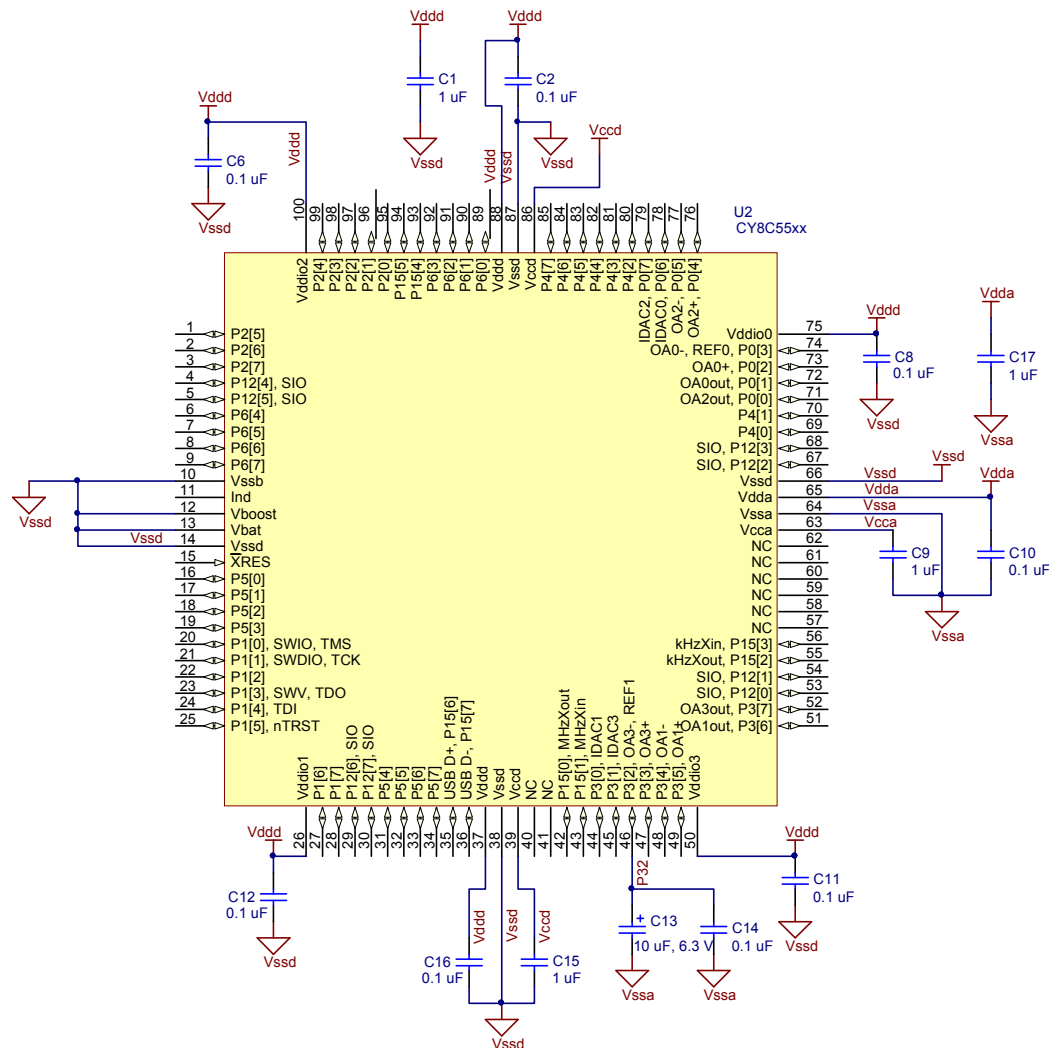 Vddd
C1
1 uF
Vssd
Vddd
C2
0.1 uF
Vssd
Vddd
Vssd
Vccd
Vddd
C6
0.1 uF
Vssd
Vddd
U2
CY8C55xx
100
99
98
97
96
95
94
93
92
91
90
89
88
87
86
85
84
83
82
81
80
79
78
77
76
Vddio2
P2[4]
P2[3]
P2[2]
P2[1]
P2[0]
P15[5]
P15[4]
P6[3]
P6[2]
P6[1]
P6[0]
Vddd
Vssd
Vccd
P4[7]
P4[6]
P4[5]
P4[4]
P4[3]
P4[2]
IDAC2, P0[7]
IDAC0, P0[6]
OA2-, P0[5]
OA2+, P0[4]
1 P2[5]
2 P2[6]
3 P2[7]
4 P12[4], SIO
5 P12[5], SIO
6 P6[4]
7 P6[5]
8 P6[6]
9 P6[7]
10 Vssb
11 Ind
12 Vboost
13 Vbat
14 Vssd
15 XRES
16 P5[0]
17 P5[1]
18 P5[2]
19 P5[3]
20 P1[0], SWIO, TMS
21 P1[1], SWDIO, TCK
22 P1[2]
23 P1[3], SWV, TDO
24 P1[4], TDI
25 P1[5], nTRST
Vssd
Vssd
Vddio0 75
OA0-, REF0, P0[3] 74
OA0+, P0[2] 73
OA0out, P0[1] 72
OA2out, P0[0] 71
P4[1] 70
P4[0] 69
SIO, P12[3] 68
SIO, P12[2] 67
Vssd 66
Vdda 65
Vssa 64
Vcca 63
NC 62
NC 61
NC 60
NC 59
NC 58
NC 57
kHzXin, P15[3] 56
kHzXout, P15[2] 55
SIO, P12[1] 54
SIO, P12[0] 53
OA3out, P3[7] 52
OA1out, P3[6] 51
Vddd
C8
0.1 uF
Vssd
Vdda
C17
1 uF
Vssa
Vssd
Vssd
Vdda
Vdda
Vssa
Vcca
C9
1 uF
C10
0.1 uF
Vssa
Vddio1
P1[6]
P1[7]
P12[6], SIO
P12[7], SIO
P5[4]
P5[5]
P5[6]
P5[7]
USB D+, P15[6]
USB D-, P15[7]
Vddd
Vssd
Vccd
NC
NC
P15[0], MHzXout
P15[1], MHzXin
P3[0], IDAC1
P3[1], IDAC3
P3[2], OA3-, REF1
P3[3], OA3+
P3[4], OA1-
P3[5], OA1+
Vddio3
26
27
28
29
30
31
32
33
34
35
36
37
38
39
40
41
42
43
44
45
46
47
48
49
50
Vddd
C12
0.1 uF
Vssd
Vddd
Vssd
Vccd
C16
0.1 uF
C15
1 uF
Vssd
P32
+
C13
10 uF, 6.3 V
Vssa
C14
0.1 uF
Vssa
Vddd
C11
0.1 uF
Vssd